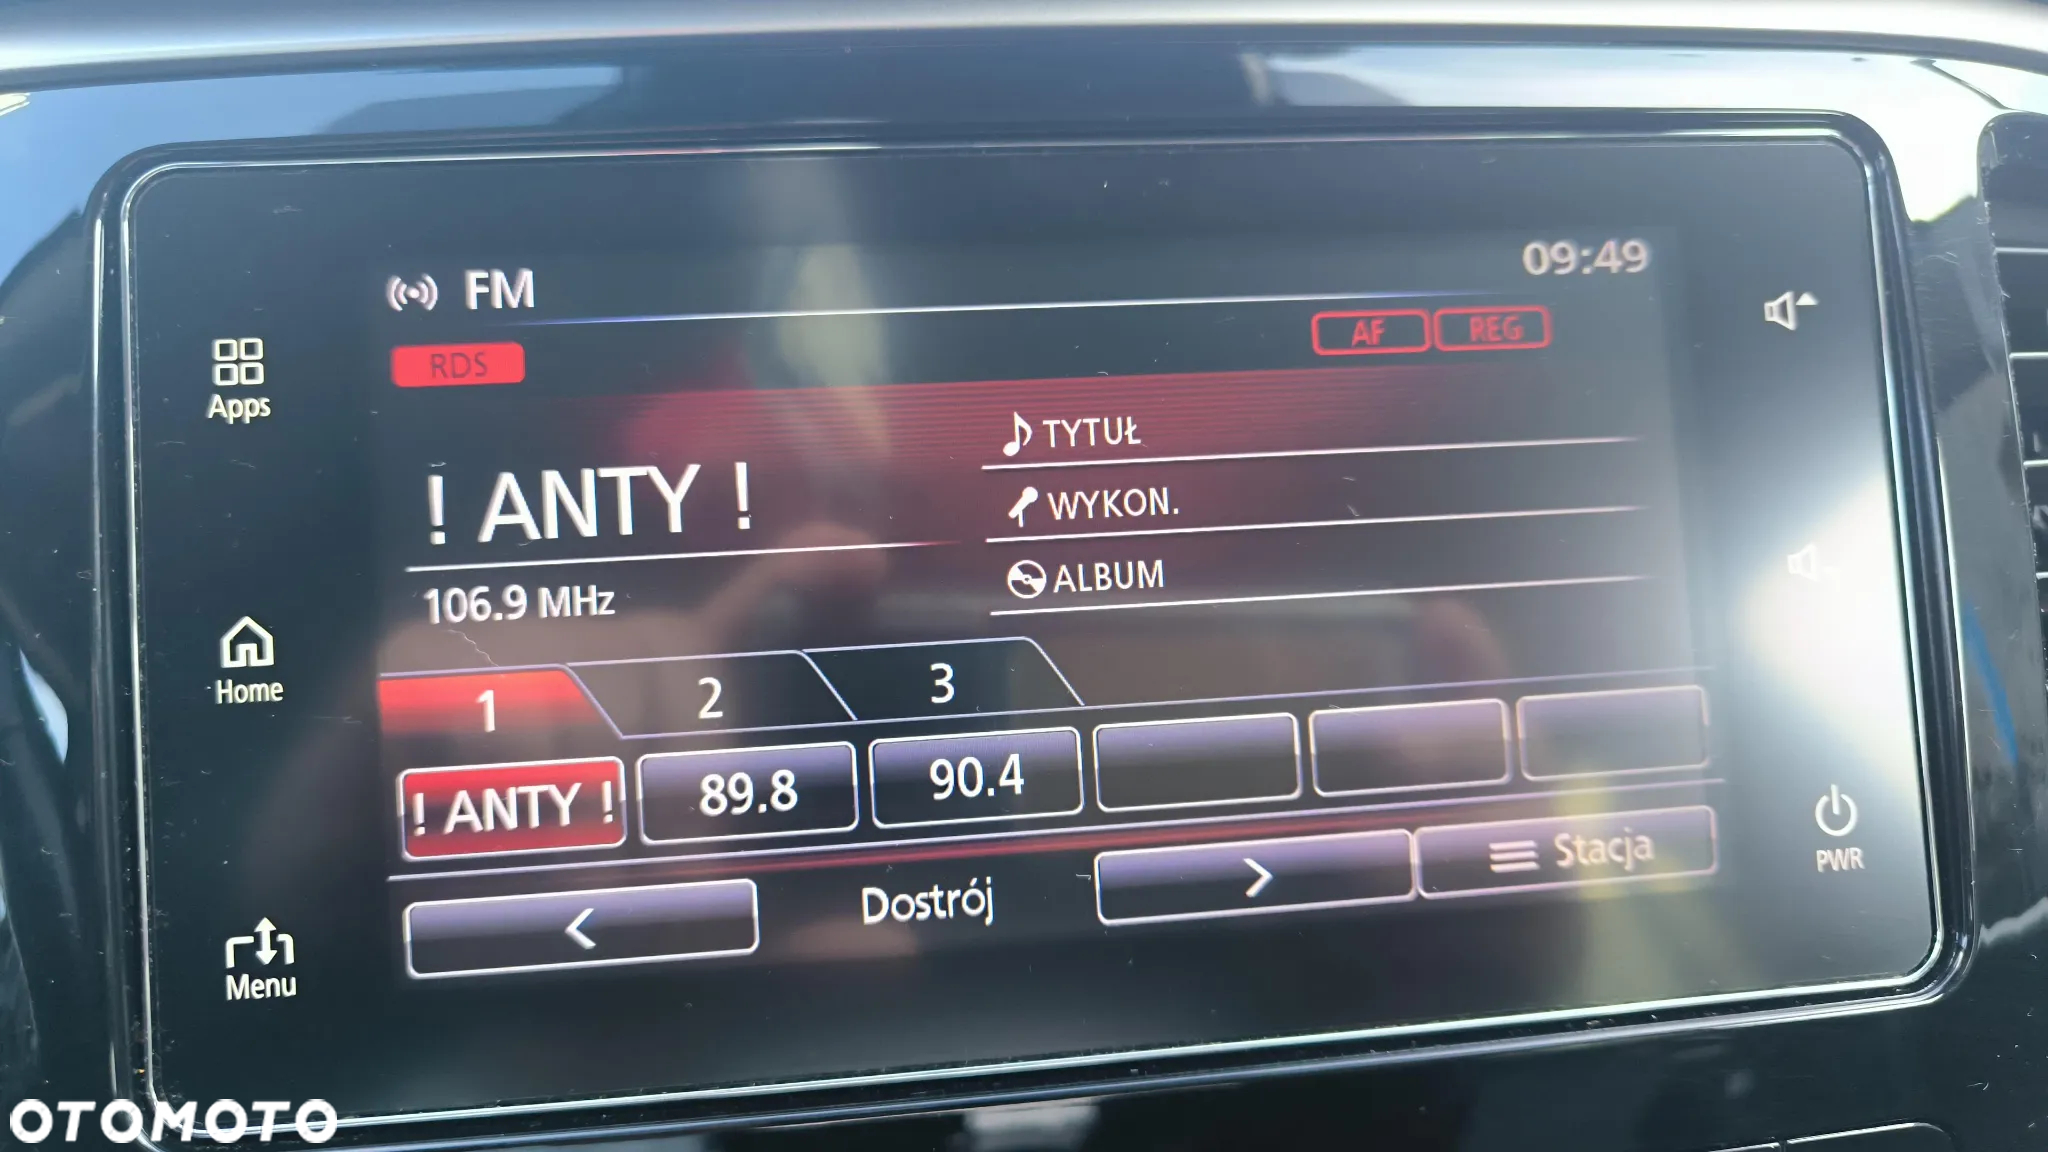 FM
09:49
RDS
AF REG
Apps
TYTUŁ
! ANTY !
WYKON.
ALBUM
106.9 MHz
Home
1 2 3
! ANTY ! 89.8 90.4
< Dostrój > Stacja
PWR
Menu
OTOMOTO